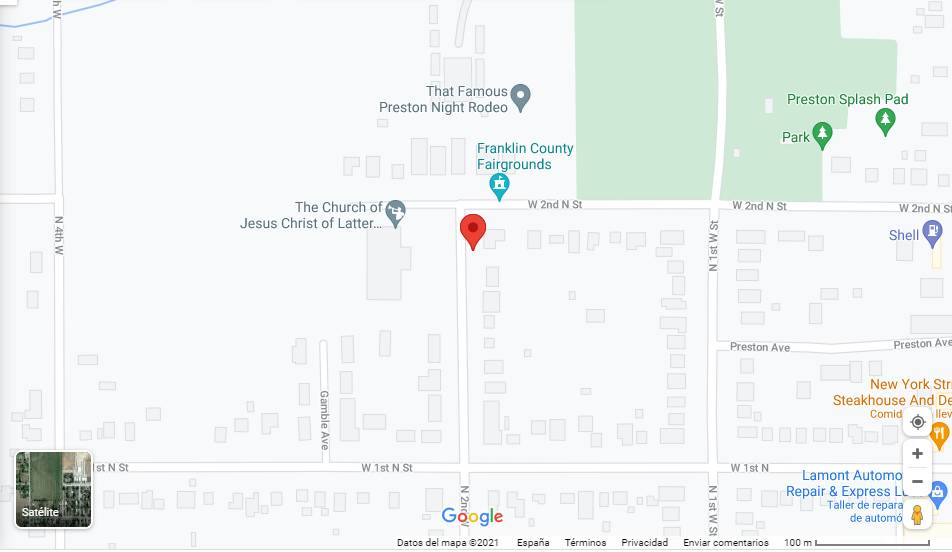 h W
W St
That Famous
Preston Night Rodeo
Preston Splash Pad
Park
Franklin County
Fairgrounds
The Church of
Jesus Christ of Latter...
W 2nd N St
W 2nd N St
W 2nd N St
N 4th W
N 1st W St
Shell
Preston Ave
Preston Ave
New York Stri
Steakhouse And De
Comid
llev
Gamble Ave
1st N St
W 1st N St
W 1st N
Satélite
N 2nd
N 1st W St
Lamont Automo
Repair & Express L
Taller de repara
de automó
Google
Datos del mapa ©2021 España Términos Privacidad Enviar comentarios 100 m